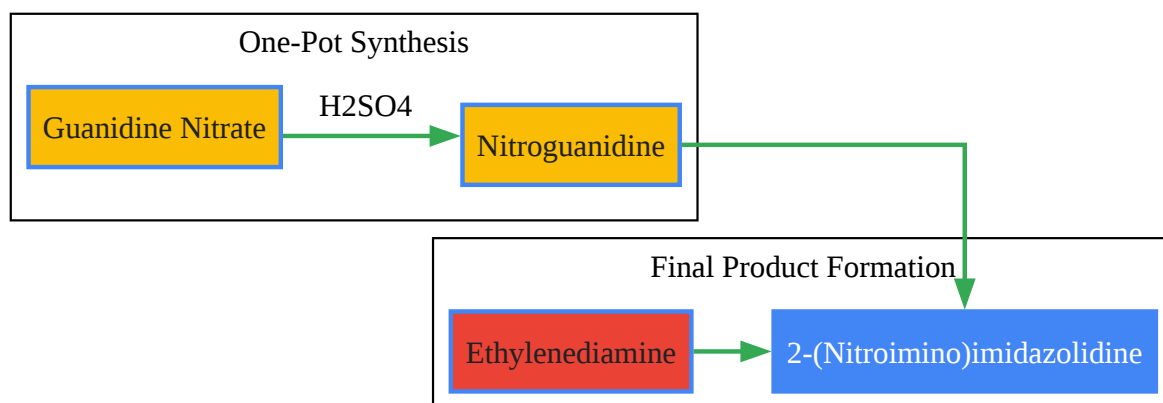 One-Pot Synthesis
Guanidine Nitrate
H2SO4
Nitroguanidine
Final Product Formation
Ethylenediamine
2-(Nitroimino)imidazolidine